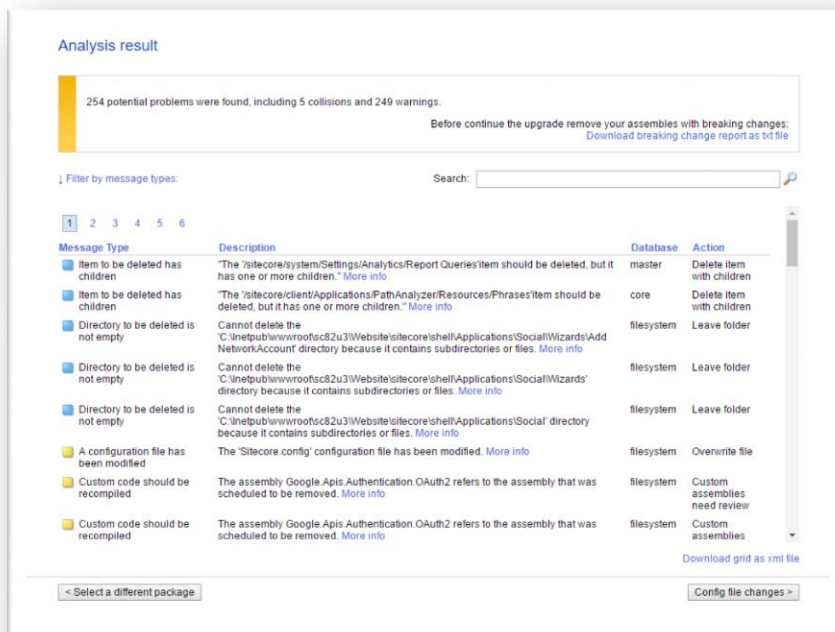 Analysis result
254 potential problems were found, including 5 collisions and 249 warnings.
Before continue the upgrade remove your assembles with breaking changes:
Download breaking change report as txt file
↓ Filter by message types:
Search:
1 2 3 4 5 6
Message Type Description Database Action
Item to be deleted has children
"The '/sitecore/system/Settings/Analytics/Report Queries'item should be deleted, but it
has one or more children." More info
master
Delete item
with children
Item to be deleted has
children
"The '/sitecore/client/Applications/PathAnalyzer/Resources/Phrases'item should be
deleted, but it has one or more children." More info
core
Delete item
with children
Directory to be deleted is
not empty
Cannot delete the
'C:\Inetpub\wwwroot\sc82u3\Website\sitecore\shell\Applications\Social\Wizards\Add
NetworkAccount' directory because it contains subdirectories or files. More info
filesystem
Leave folder
Directory to be deleted is
not empty
Cannot delete the
'C:\Inetpub\wwwroot\sc82u3\Website\sitecore\shell\Applications\Social\Wizards'
directory because it contains subdirectories or files. More info
filesystem
Leave folder
Directory to be deleted is
not empty
Cannot delete the
'C:\Inetpub\wwwroot\sc82u3\Website\sitecore\shell\Applications\Social' directory
because it contains subdirectories or files. More info
filesystem
Leave folder
A configuration file has
been modified
The 'Sitecore.config' configuration file has been modified. More info
filesystem
Overwrite file
Custom code should be
recompiled
The assembly Google.Apis.Authentication.OAuth2 refers to the assembly that was
scheduled to be removed. More info
filesystem
Custom
assemblies
need review
Custom code should be
recompiled
The assembly Google.Apis.Authentication.OAuth2 refers to the assembly that was
scheduled to be removed. More info
filesystem
Custom
assemblies
Download grid as xml file
< Select a different package
Config file changes >